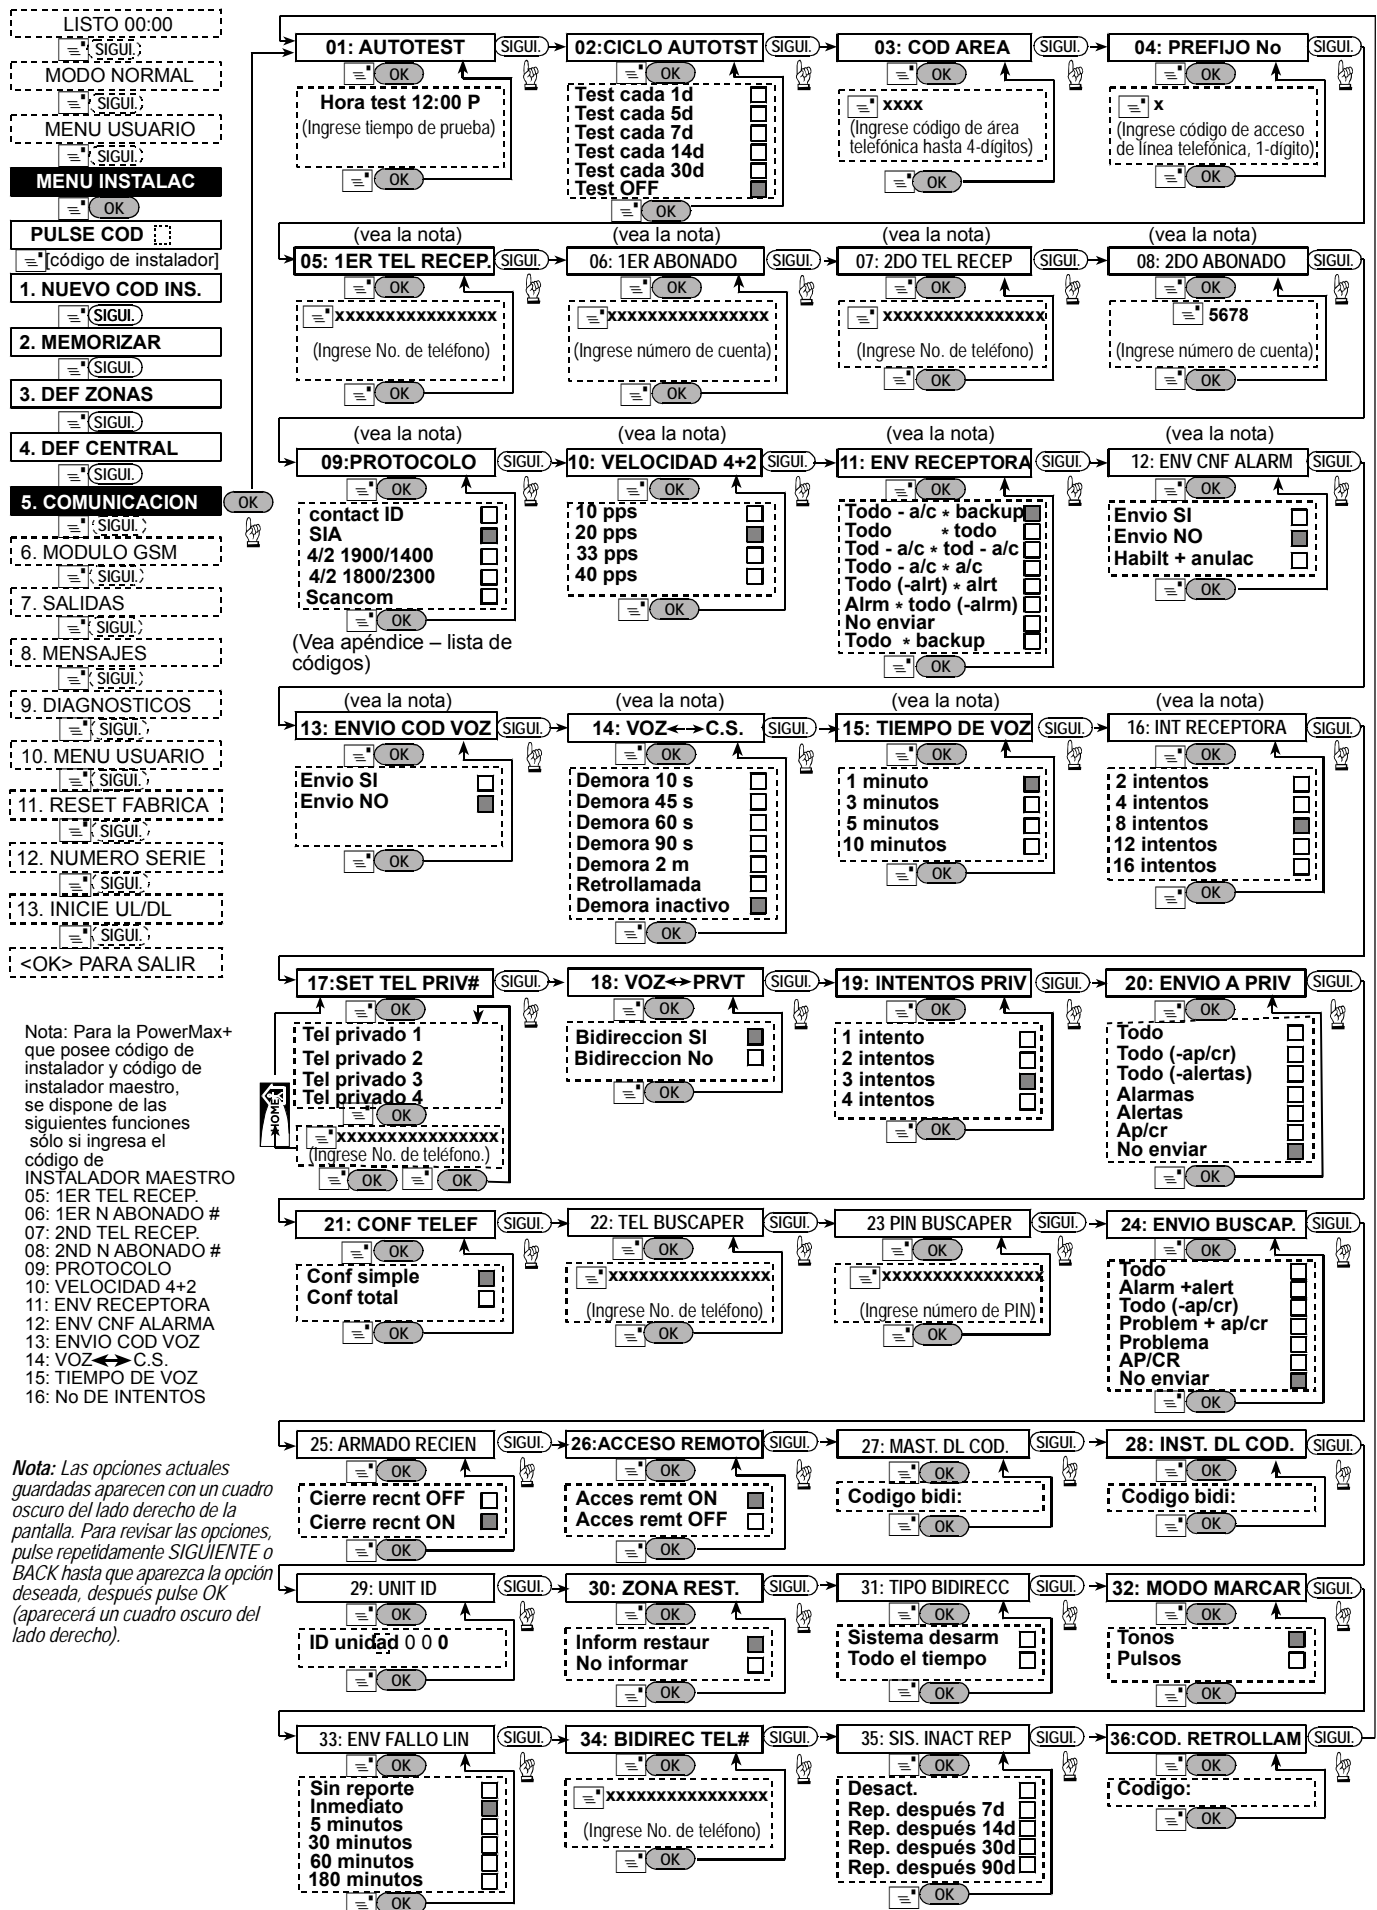 LISTO 00:00
SIGUI.
MODO NORMAL
SIGUI.
MENU USUARIO
SIGUI.
MENU INSTALAC
OK
PULSE COD
[código de instalador]
1. NUEVO COD INS.
SIGUI.
2. MEMORIZAR
SIGUI.
3. DEF ZONAS
SIGUI.
4. DEF CENTRAL
SIGUI.
5. COMUNICACION
OK
SIGUI.
6. MODULO GSM
SIGUI.
7. SALIDAS
SIGUI.
8. MENSAJES
SIGUI.
9. DIAGNOSTICOS
SIGUI.
10. MENU USUARIO
SIGUI.
11. RESET FABRICA
SIGUI.
12. NUMERO SERIE
SIGUI.
13. INICIE UL/DL
SIGUI.
<OK> PARA SALIR
Nota: Para la PowerMax+
que posee código de
instalador y código de
instalador maestro,
se dispone de las
siguientes funciones
sólo si ingresa el
código de
INSTALADOR MAESTRO
05: 1ER TEL RECEP.
06: 1ER N ABONADO #
07: 2ND TEL RECEP.
08: 2ND N ABONADO #
09: PROTOCOLO
10: VELOCIDAD 4+2
11: ENV RECEPTORA
12: ENV CNF ALARMA
13: ENVIO COD VOZ
14: VOZ◄─►C.S.
15: TIEMPO DE VOZ
16: No DE INTENTOS
Nota: Las opciones actuales
guardadas aparecen con un cuadro
oscuro del lado derecho de la
pantalla. Para revisar las opciones,
pulse repetidamente SIGUIENTE o
BACK hasta que aparezca la opción
deseada, después pulse OK
(aparecerá un cuadro oscuro del
lado derecho).
01: AUTOTEST
SIGUI.
OK
Hora test 12:00 P
(Ingrese tiempo de prueba)
OK
02:CICLO AUTOTST
SIGUI.
OK
Test cada 1d
Test cada 5d
Test cada 7d
Test cada 14d
Test cada 30d
Test OFF
OK
03: COD AREA
SIGUI.
OK
xxxx
(Ingrese código de área
telefónica hasta 4-dígitos)
OK
04: PREFIJO No
SIGUI.
OK
x
(Ingrese código de acceso
de línea telefónica, 1-dígito)
OK
(vea la nota)
05: 1ER TEL RECEP.
SIGUI.
OK
xxxxxxxxxxxxxxxx
(Ingrese No. de teléfono)
OK
(vea la nota)
06: 1ER ABONADO
SIGUI.
OK
xxxxxxxxxxxxxxxx
(Ingrese número de cuenta)
OK
(vea la nota)
07: 2DO TEL RECEP
SIGUI.
OK
xxxxxxxxxxxxxxxx
(Ingrese No. de teléfono)
OK
(vea la nota)
08: 2DO ABONADO
SIGUI.
OK
5678
(Ingrese número de cuenta)
OK
(vea la nota)
09:PROTOCOLO
SIGUI.
OK
contact ID
SIA
4/2 1900/1400
4/2 1800/2300
Scancom
OK
(Vea apéndice – lista de
códigos)
(vea la nota)
10: VELOCIDAD 4+2
SIGUI.
OK
10 pps
20 pps
33 pps
40 pps
OK
(vea la nota)
11: ENV RECEPTORA
SIGUI.
OK
Todo - a/c * backup
Todo * todo
Tod - a/c * tod - a/c
Todo - a/c * a/c
Todo (-alrt) * alrt
Alrm * todo (-alrm)
No enviar
Todo * backup
OK
(vea la nota)
12: ENV CNF ALARM
SIGUI.
OK
Envio SI
Envio NO
Habilt + anulac
OK
(vea la nota)
13: ENVIO COD VOZ
SIGUI.
OK
Envio SI
Envio NO
OK
(vea la nota)
14: VOZ◄-►C.S.
SIGUI.
OK
Demora 10 s
Demora 45 s
Demora 60 s
Demora 90 s
Demora 2 m
Retrollamada
Demora inactivo
OK
(vea la nota)
15: TIEMPO DE VOZ
SIGUI.
OK
1 minuto
3 minutos
5 minutos
10 minutos
OK
(vea la nota)
16: INT RECEPTORA
SIGUI.
OK
2 intentos
4 intentos
8 intentos
12 intentos
16 intentos
OK
17:SET TEL PRIV#
SIGUI.
OK
Tel privado 1
Tel privado 2
Tel privado 3
Tel privado 4
OK
HOME
xxxxxxxxxxxxxxxx
(Ingrese No. de teléfono.)
OK
OK
18: VOZ◄►PRVT
SIGUI.
OK
Bidireccion SI
Bidireccion No
OK
19: INTENTOS PRIV
SIGUI.
OK
1 intento
2 intentos
3 intentos
4 intentos
OK
20: ENVIO A PRIV
SIGUI.
OK
Todo
Todo (-ap/cr)
Todo (-alertas)
Alarmas
Alertas
Ap/cr
No enviar
OK
21: CONF TELEF
SIGUI.
OK
Conf simple
Conf total
OK
22: TEL BUSCAPER
SIGUI.
OK
xxxxxxxxxxxxxxxx
(Ingrese No. de teléfono)
OK
23 PIN BUSCAPER
SIGUI.
OK
xxxxxxxxxxxxxxxx
(Ingrese número de PIN)
OK
24: ENVIO BUSCAP.
SIGUI.
OK
Todo
Alarm +alert
Todo (-ap/cr)
Problem + ap/cr
Problema
AP/CR
No enviar
OK
25: ARMADO RECIEN
SIGUI.
OK
Cierre recnt OFF
Cierre recnt ON
OK
26:ACCESO REMOTO
SIGUI.
OK
Acces remt ON
Acces remt OFF
OK
27: MAST. DL COD.
SIGUI.
OK
Codigo bidi:
OK
28: INST. DL COD.
SIGUI.
OK
Codigo bidi:
OK
29: UNIT ID
SIGUI.
OK
ID unidad 0 0 0
OK
30: ZONA REST.
SIGUI.
OK
Inform restaur
No informar
OK
31: TIPO BIDIRECC
SIGUI.
OK
Sistema desarm
Todo el tiempo
OK
32: MODO MARCAR
SIGUI.
OK
Tonos
Pulsos
OK
33: ENV FALLO LIN
SIGUI.
OK
Sin reporte
Inmediato
5 minutos
30 minutos
60 minutos
180 minutos
OK
34: BIDIREC TEL#
SIGUI.
OK
xxxxxxxxxxxxxxxx
(Ingrese No. de teléfono)
OK
35: SIS. INACT REP
SIGUI.
OK
Desact.
Rep. después 7d
Rep. después 14d
Rep. después 30d
Rep. después 90d
OK
36:COD. RETROLLAM
SIGUI.
OK
Codigo:
OK